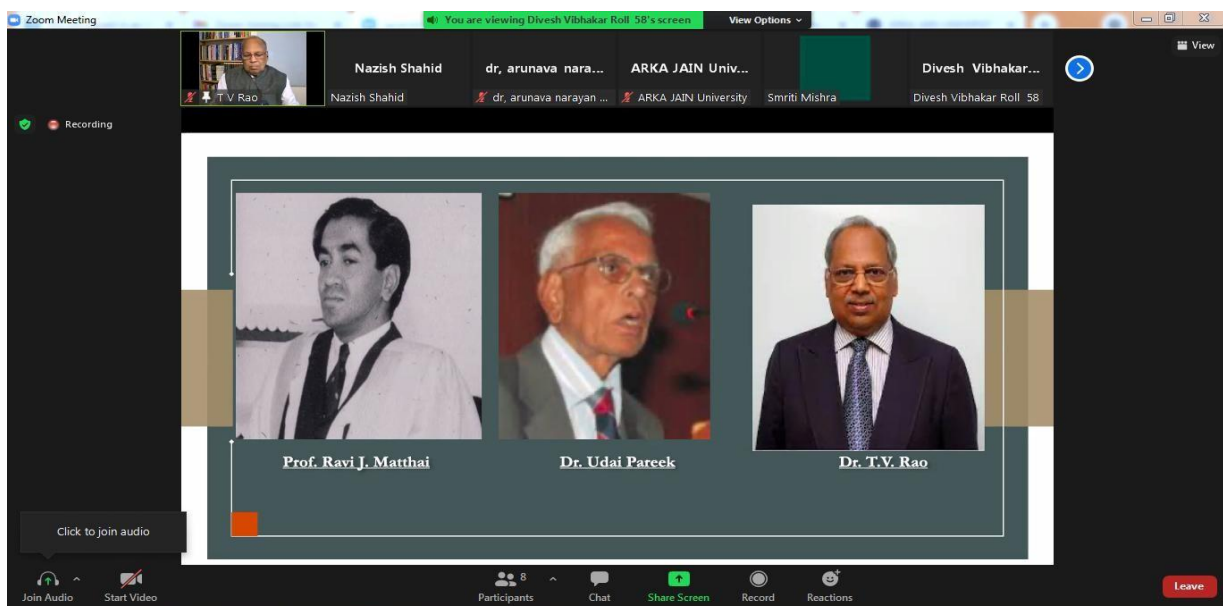 Zoom Meeting
You are viewing Divesh Vibhakar Roll 58's screen
View Options
View
T V Rao
Nazish Shahid
Nazish Shahid
dr, arunava nara...
dr, arunava narayan ...
ARKA JAIN Univ...
ARKA JAIN University
Smriti Mishra
Divesh Vibhakar...
Divesh Vibhakar Roll 58
Recording
Prof. Ravi J. Matthai
Dr. Udai Pareek
Dr. T.V. Rao
Click to join audio
Join Audio
Start Video
8
Participants
Chat
Share Screen
Record
Reactions
Leave